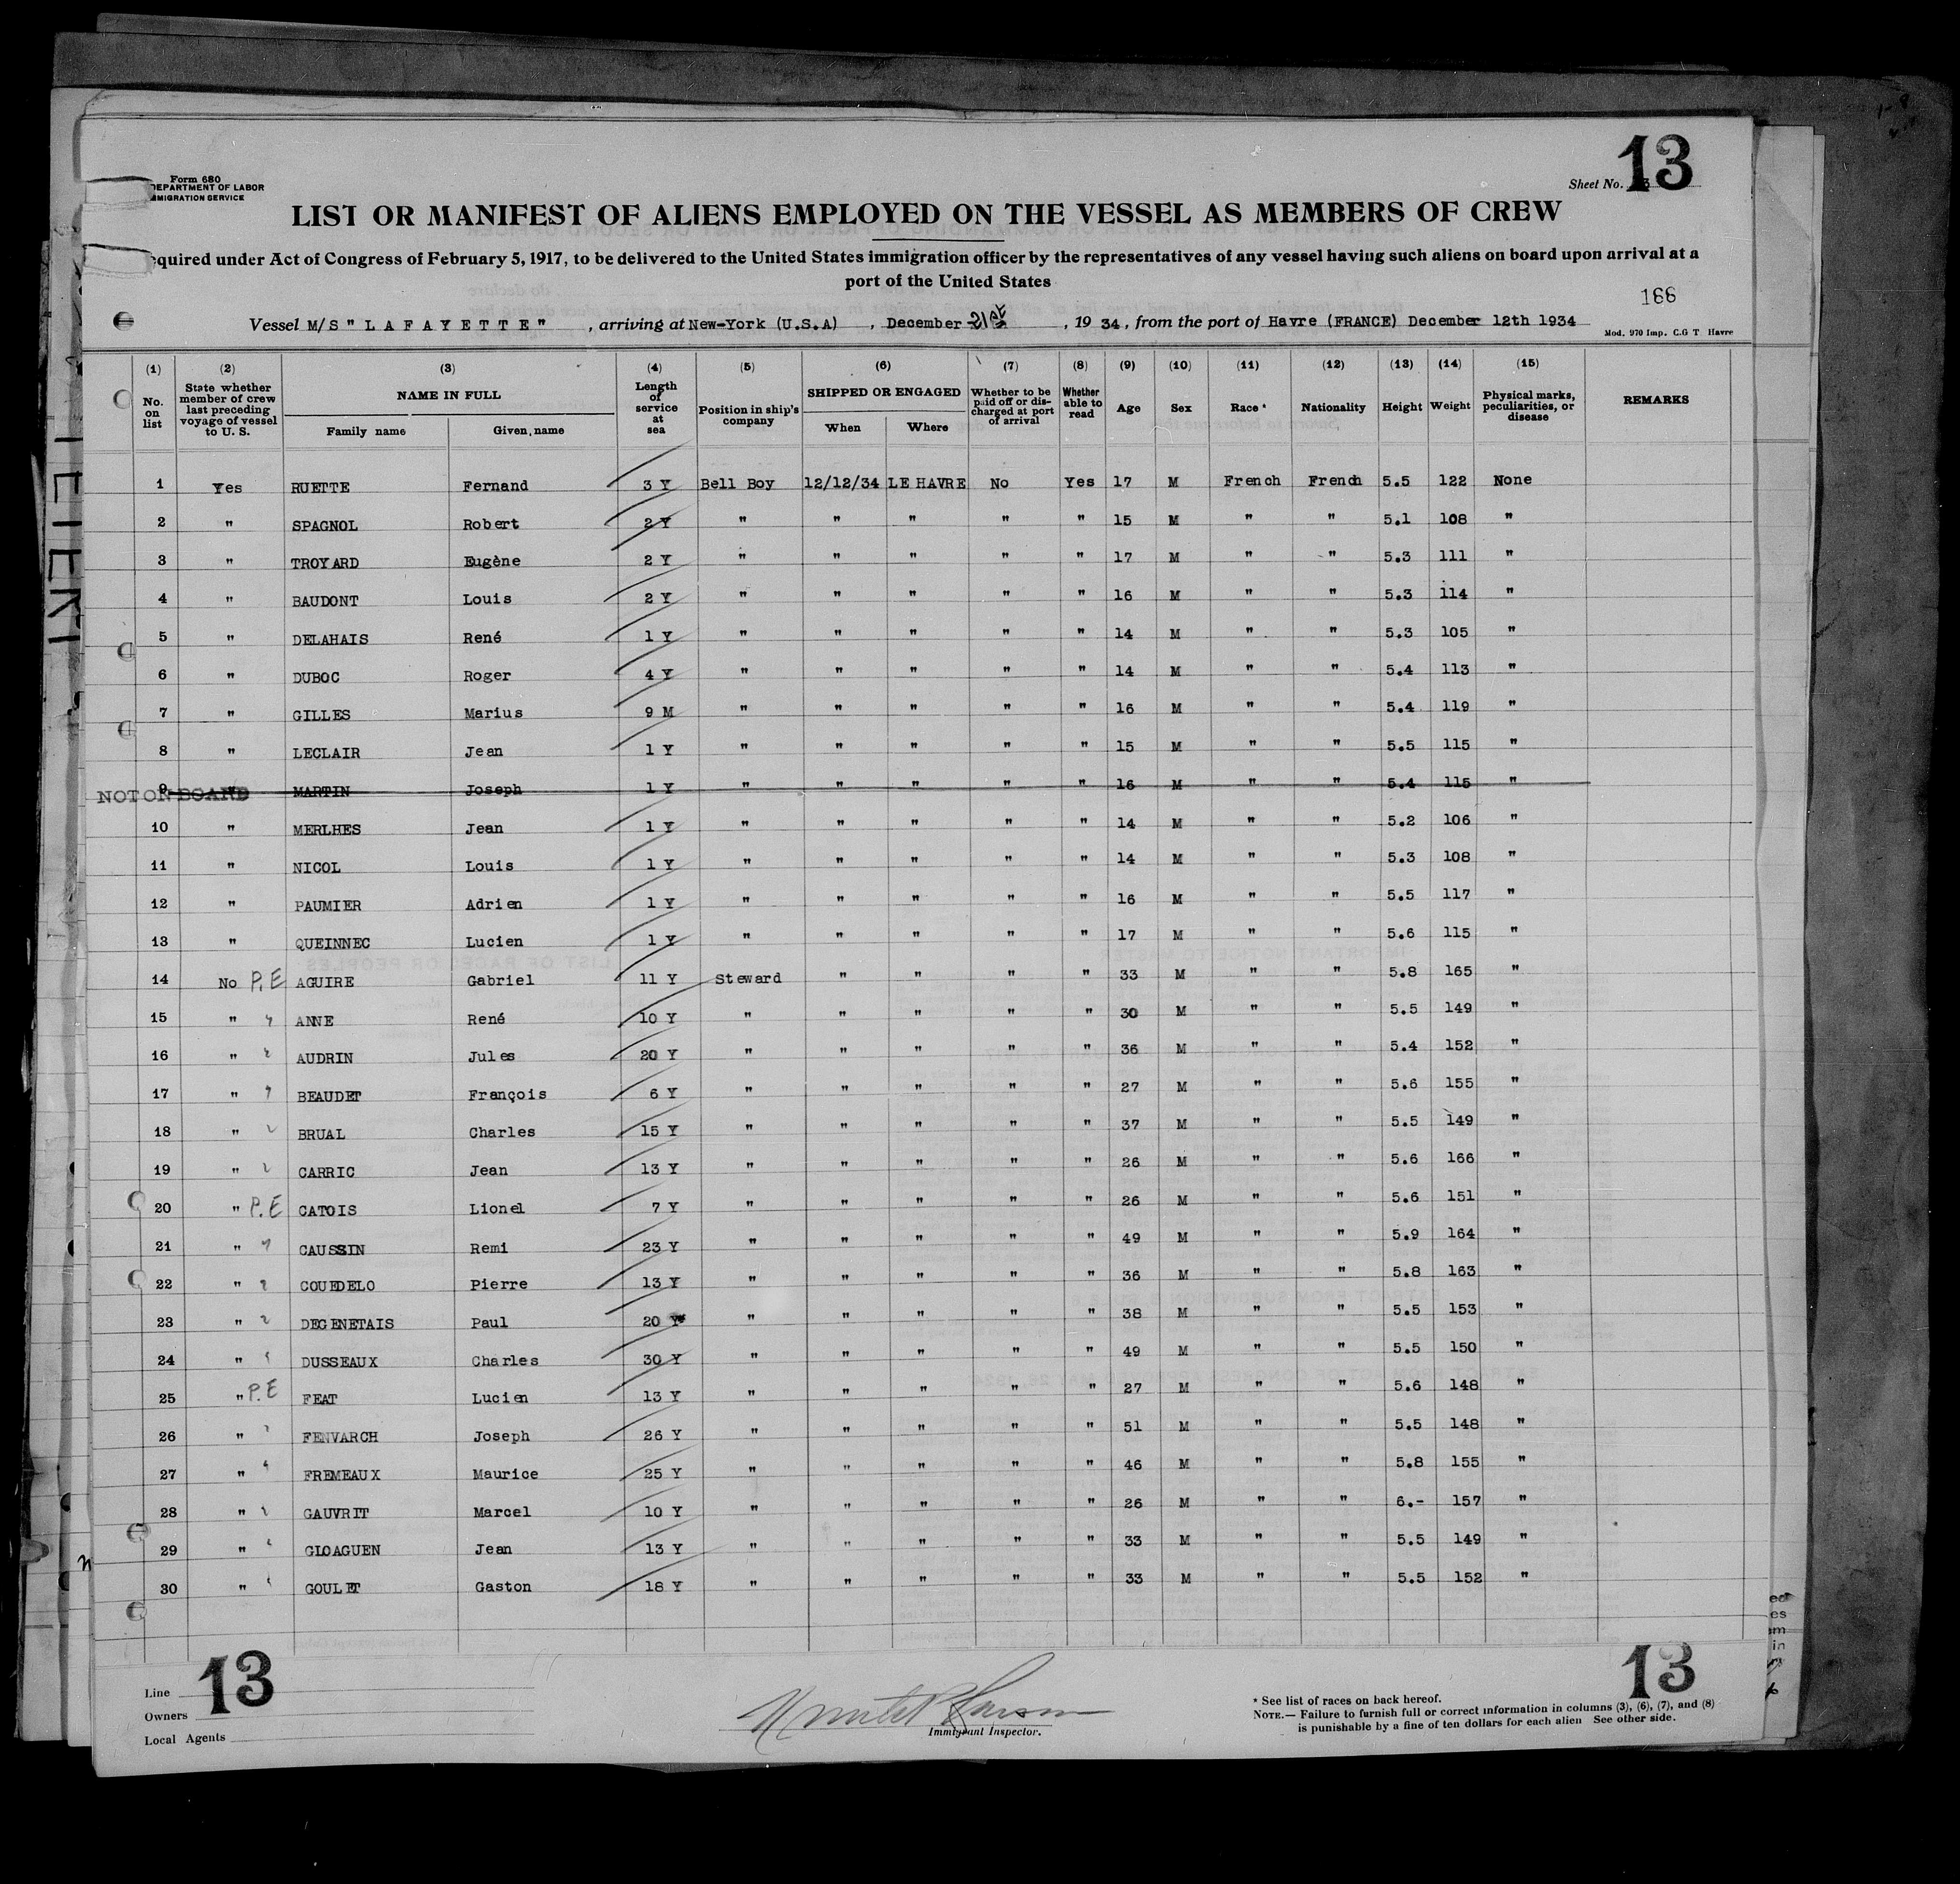 13
Form 680
DEPARTMENT OF LABOR
MMIGRATION SERVICE
Sheet No.
LIST OR MANIFEST OF ALIENS EMPLOYED ON THE VESSEL AS MEMBERS OF CREW
equired under Act of Congress of February 5, 1917, to be delivered to the United States immigration officer by the representatives of any vessel having such aliens on board upon arrival at a
port of the United States
166
Vessel M/S " L A F A Y E T T E " , arriving at New-York (U.S.A) , December 21st , 19 34, from the port of Havre (FRANCE) December 12th 1934
Mod. 970 Imp. C.G T Havre
(1) (2) (3) (4) (5) (6) (7) (8) (9) (10) (11) (12) (13) (14) (15)
No. on list | State whether member of crew last preceding voyage of vessel to U. S. | NAME IN FULL | Length of service at sea | Position in ship's company | SHIPPED OR ENGAGED | Whether to be paid off or discharged at port of arrival | Whether able to read | Age | Sex | Race * | Nationality | Height | Weight | Physical marks, peculiarities, or disease | REMARKS
Family name | Given name | When | Where
1 Yes RUETTE Fernand 3 Y Bell Boy 12/12/34 LE HAVRE No Yes 17 M French French 5.5 122 None
2 " SPAGNOL Robert 2 Y " " " " " 15 M " " 5.1 108 "
3 " TROYARD Eugène 2 Y " " " " " 17 M " " 5.3 111 "
4 " BAUDONT Louis 2 Y " " " " " 16 M " " 5.3 114 "
5 " DELAHAIS René 1 Y " " " " " 14 M " " 5.3 105 "
6 " DUBOC Roger 4 Y " " " " " 14 M " " 5.4 113 "
7 " GILLES Marius 9 M " " " " " 16 M " " 5.4 119 "
8 " LECLAIR Jean 1 Y " " " " " 15 M " " 5.5 115 "
NOT ON BOARD 9 " MARTIN Joseph 1 Y " " " " " 16 M " " 5.4 115 "
10 " MERLHES Jean 1 Y " " " " " 14 M " " 5.2 106 "
11 " NICOL Louis 1 Y " " " " " 14 M " " 5.3 108 "
12 " PAUMIER Adrien 1 Y " " " " " 16 M " " 5.5 117 "
13 " QUEINNEC Lucien 1 Y " " " " " 17 M " " 5.6 115 "
14 No P.E AGUIRE Gabriel 11 Y Steward " " " " 33 M " " 5.8 165 "
15 " " ANNE René 10 Y " " " " " 30 M " " 5.5 149 "
16 " " AUDRIN Jules 20 Y " " " " " 36 M " " 5.4 152 "
17 " " BEAUDET François 6 Y " " " " " 27 M " " 5.6 155 "
18 " " BRUAL Charles 15 Y " " " " " 37 M " " 5.5 149 "
19 " " CARRIC Jean 13 Y " " " " " 26 M " " 5.6 166 "
20 " P.E CATOIS Lionel 7 Y " " " " " 26 M " " 5.6 151 "
21 " " CAUSSIN Remi 23 Y " " " " " 49 M " " 5.9 164 "
22 " " COUEDELO Pierre 13 Y " " " " " 36 M " " 5.8 163 "
23 " " DEGENETAIS Paul 20 Y " " " " " 38 M " " 5.5 153 "
24 " " DUSSEAUX Charles 30 Y " " " " " 49 M " " 5.5 150 "
25 " P.E FEAT Lucien 13 Y " " " " " 27 M " " 5.6 148 "
26 " " FENVARCH Joseph 26 Y " " " " " 51 M " " 5.5 148 "
27 " " FREMEAUX Maurice 25 Y " " " " " 46 M " " 5.8 155 "
28 " " GAUVRIT Marcel 10 Y " " " " " 26 M " " 6.- 157 "
29 " " GLOAGUEN Jean 13 Y " " " " " 33 M " " 5.5 149 "
30 " " GOULET Gaston 18 Y " " " " " 33 M " " 5.5 152 "
13
13
Line
Owners
Local Agents
Immigrant Inspector.
* See list of races on back hereof.
NOTE.— Failure to furnish full or correct information in columns (3), (6), (7), and (8)
is punishable by a fine of ten dollars for each alien See other side.